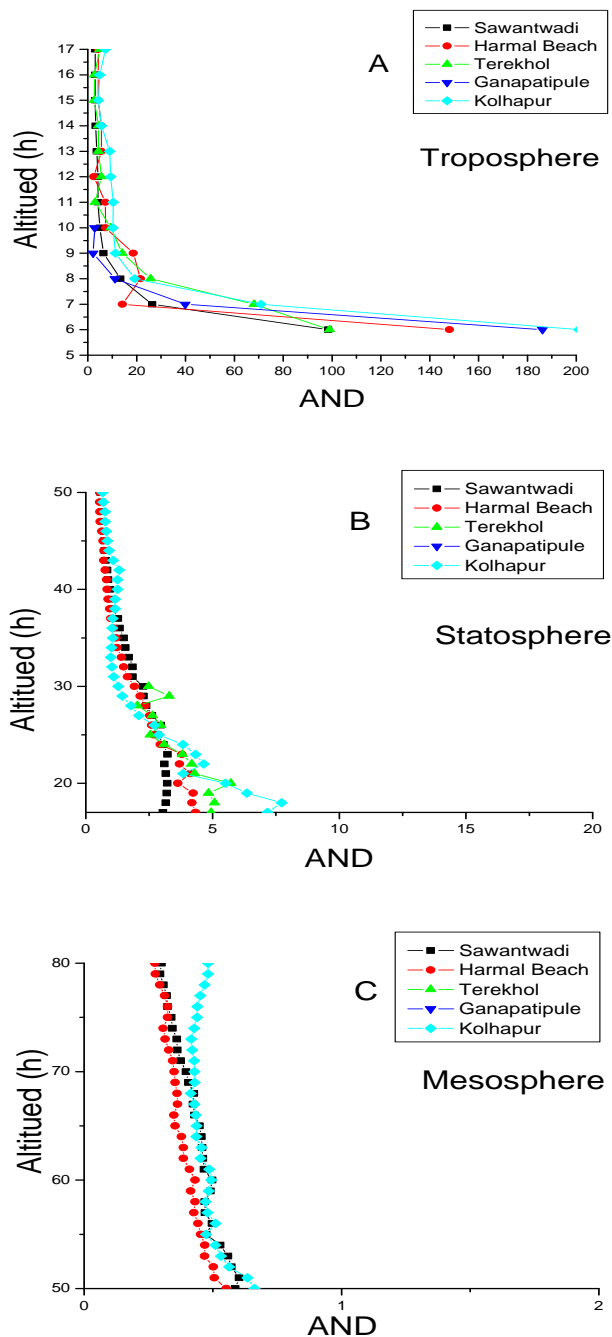 Sawantwadi
Harmal Beach
Terekhol
Ganapatipule
Kolhapur
A
Troposphere
Altitued (h)
17
16
15
14
13
12
11
10
9
8
7
6
5
0 20 40 60 80 100 120 140 160 180 200
AND
Sawantwadi
Harmal Beach
Terekhol
Ganapatipule
Kolhapur
B
Statosphere
Altitued (h)
50
40
30
20
0 5 10 15 20
AND
Sawantwadi
Harmal Beach
Terekhol
Ganapatipule
Kolhapur
C
Mesosphere
Altitued (h)
80
70
60
50
0 1 2
AND